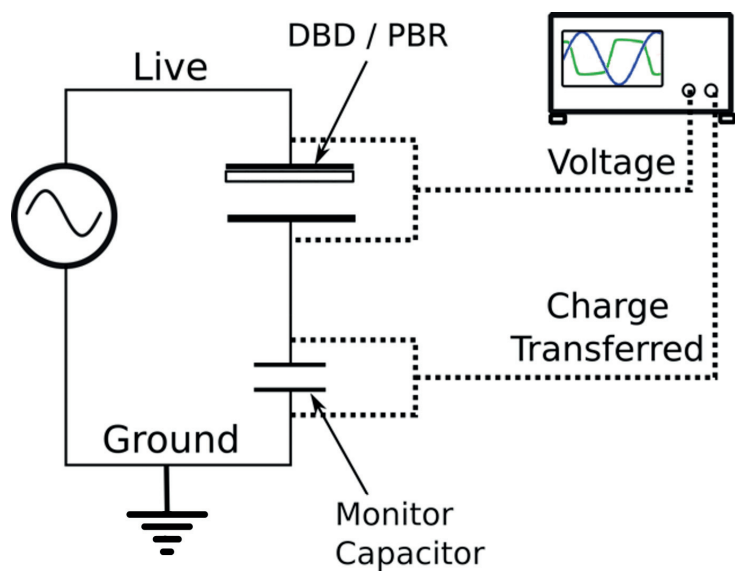 DBD / PBR
Live
Voltage
Charge
Transferred
Ground
Monitor
Capacitor